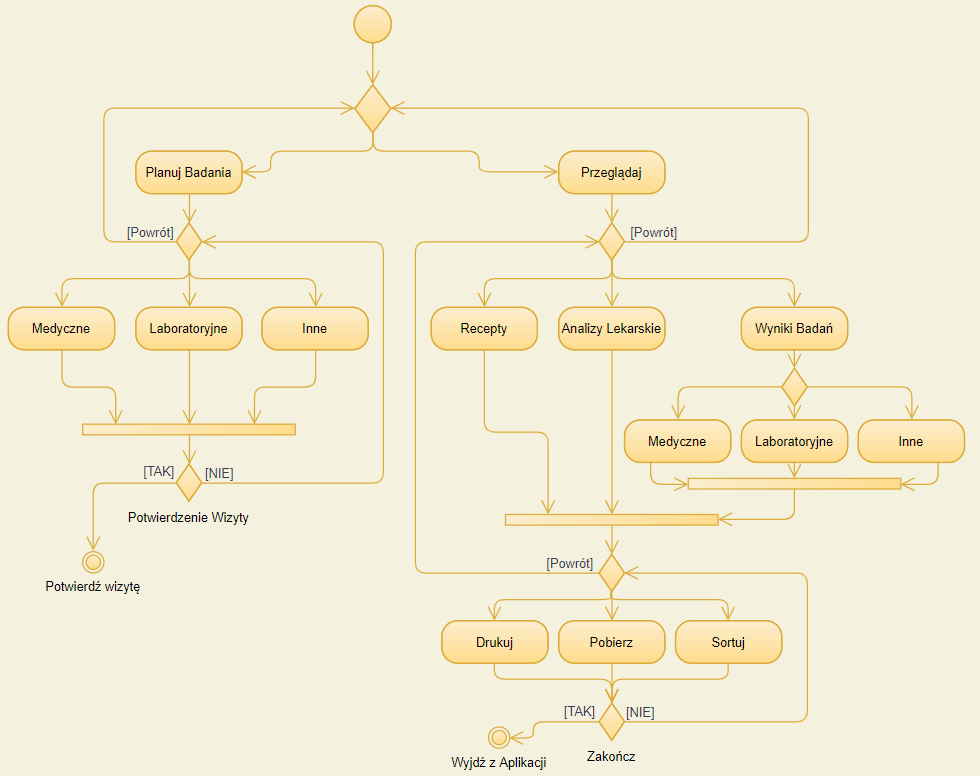 Planuj Badania
Przeglądaj
[Powrót]
[Powrót]
Medyczne
Laboratoryjne
Inne
Recepty
Analizy Lekarskie
Wyniki Badań
Medyczne
Laboratoryjne
Inne
[TAK]
[NIE]
Potwierdzenie Wizyty
Potwierdź wizytę
[Powrót]
Drukuj
Pobierz
Sortuj
[TAK]
[NIE]
Zakończ
Wyjdź z Aplikacji